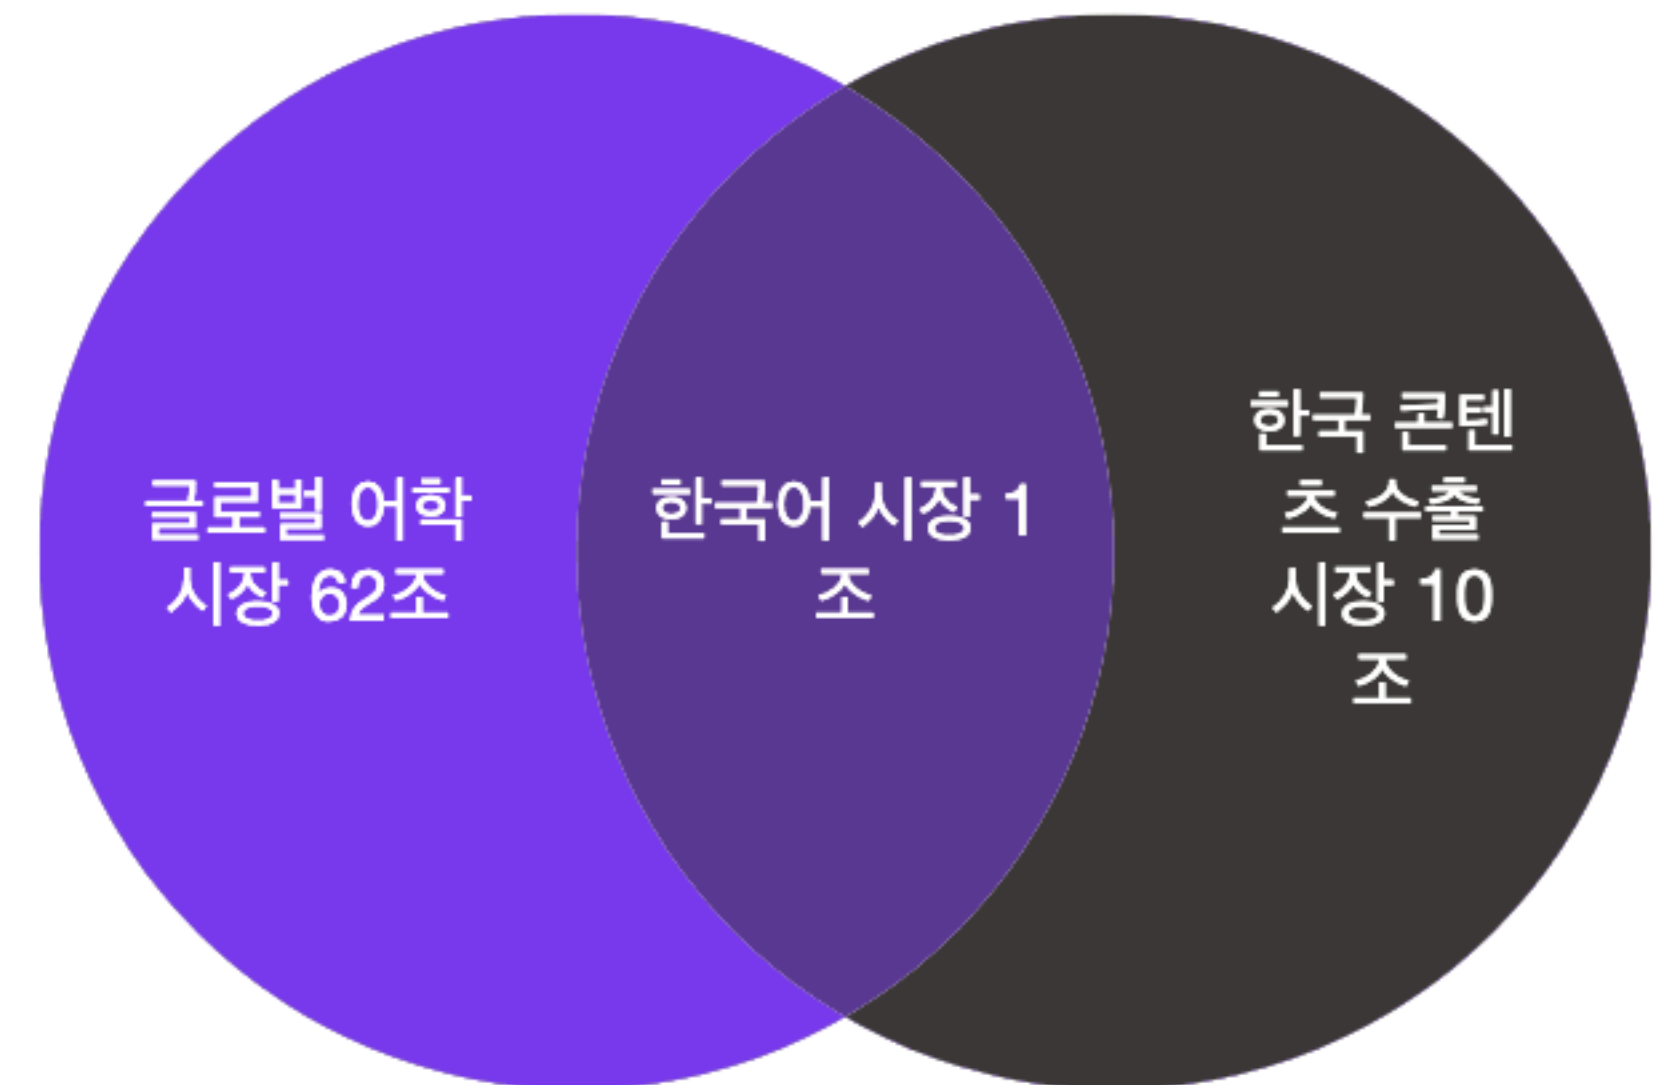 글로벌 어학
시장 62조
한국어 시장 1
조
한국 콘텐
츠 수출
시장 10
조